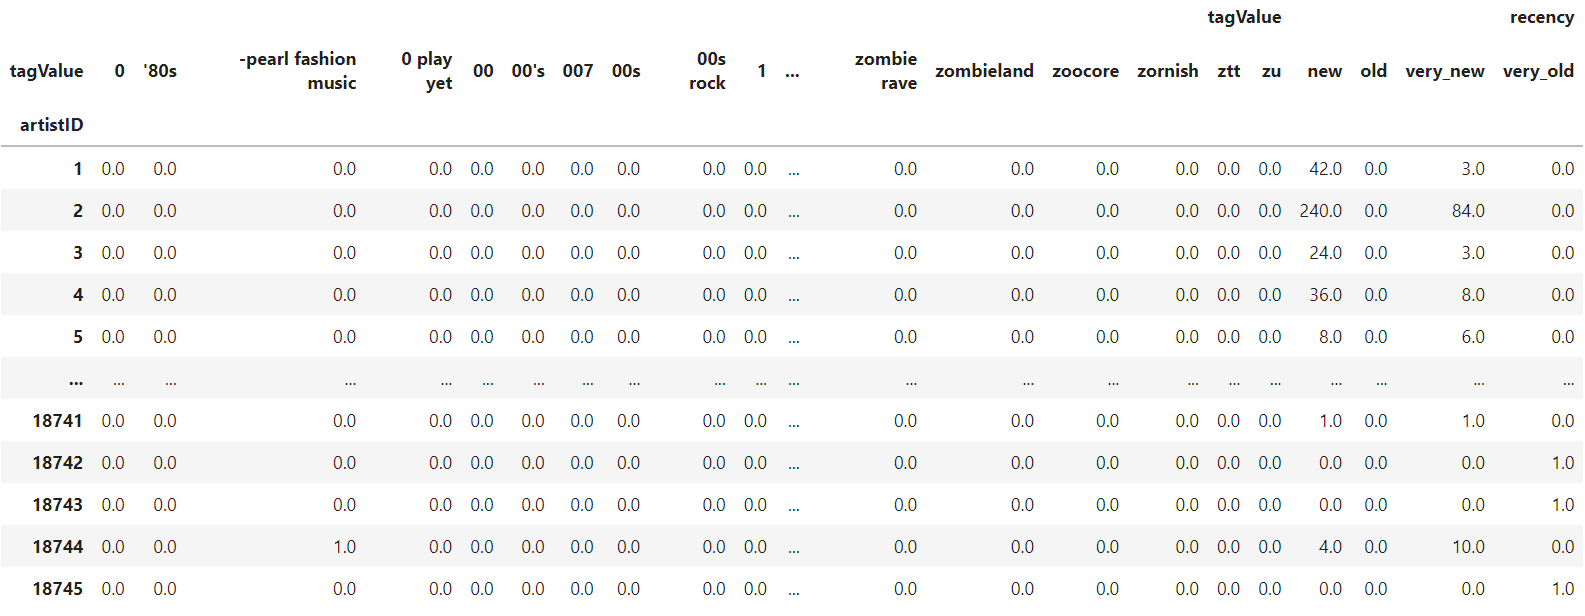 tagValue recency
tagValue 0 '80s -pearl fashion music 0 play yet 00 00's 007 00s 00s rock 1 ... zombie rave zombieland zoocore zornish ztt zu new old very_new very_old
artistID
1 0.0 0.0 0.0 0.0 0.0 0.0 0.0 0.0 0.0 0.0 ... 0.0 0.0 0.0 0.0 0.0 0.0 42.0 0.0 3.0 0.0
2 0.0 0.0 0.0 0.0 0.0 0.0 0.0 0.0 0.0 0.0 ... 0.0 0.0 0.0 0.0 0.0 0.0 240.0 0.0 84.0 0.0
3 0.0 0.0 0.0 0.0 0.0 0.0 0.0 0.0 0.0 0.0 ... 0.0 0.0 0.0 0.0 0.0 0.0 24.0 0.0 3.0 0.0
4 0.0 0.0 0.0 0.0 0.0 0.0 0.0 0.0 0.0 0.0 ... 0.0 0.0 0.0 0.0 0.0 0.0 36.0 0.0 8.0 0.0
5 0.0 0.0 0.0 0.0 0.0 0.0 0.0 0.0 0.0 0.0 ... 0.0 0.0 0.0 0.0 0.0 0.0 8.0 0.0 6.0 0.0
... ... ... ... ... ... ... ... ... ... ... ... ... ... ... ... ... ... ... ... ... ...
18741 0.0 0.0 0.0 0.0 0.0 0.0 0.0 0.0 0.0 0.0 ... 0.0 0.0 0.0 0.0 0.0 0.0 1.0 0.0 1.0 0.0
18742 0.0 0.0 0.0 0.0 0.0 0.0 0.0 0.0 0.0 0.0 ... 0.0 0.0 0.0 0.0 0.0 0.0 0.0 0.0 0.0 1.0
18743 0.0 0.0 0.0 0.0 0.0 0.0 0.0 0.0 0.0 0.0 ... 0.0 0.0 0.0 0.0 0.0 0.0 0.0 0.0 0.0 1.0
18744 0.0 0.0 1.0 0.0 0.0 0.0 0.0 0.0 0.0 0.0 ... 0.0 0.0 0.0 0.0 0.0 0.0 4.0 0.0 10.0 0.0
18745 0.0 0.0 0.0 0.0 0.0 0.0 0.0 0.0 0.0 0.0 ... 0.0 0.0 0.0 0.0 0.0 0.0 0.0 0.0 0.0 1.0